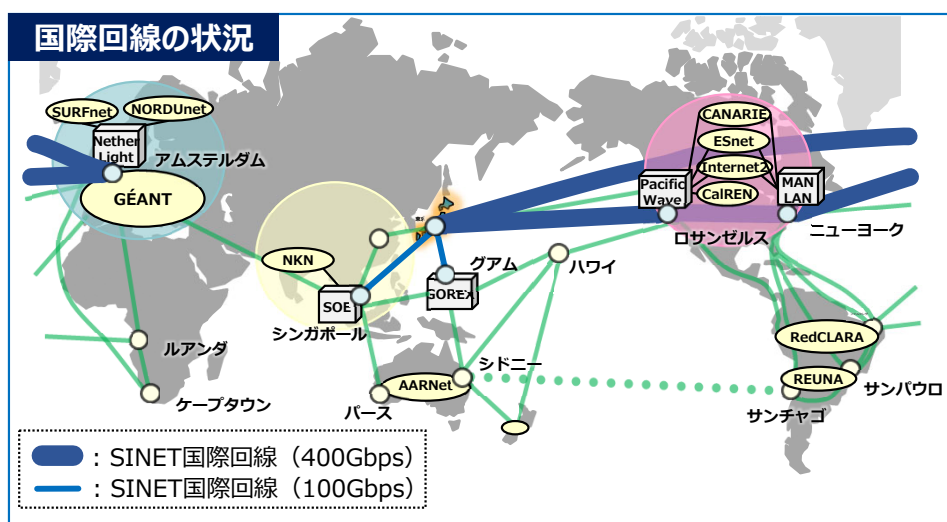 国際回線の状況
SURFnet
NORDUnet
Nether
Light
アムステルダム
GÉANT
CANARIE
ESnet
Internet2
CalREN
Pacific
Wave
MAN
LAN
ロサンゼルス
ニューヨーク
NKN
SOE
シンガポール
グアム
GOREX
ハワイ
ルアンダ
ケープタウン
パース
AARNet
シドニー
RedCLARA
REUNA
サンパウロ
サンチャゴ
：SINET国際回線（400Gbps）
：SINET国際回線（100Gbps）